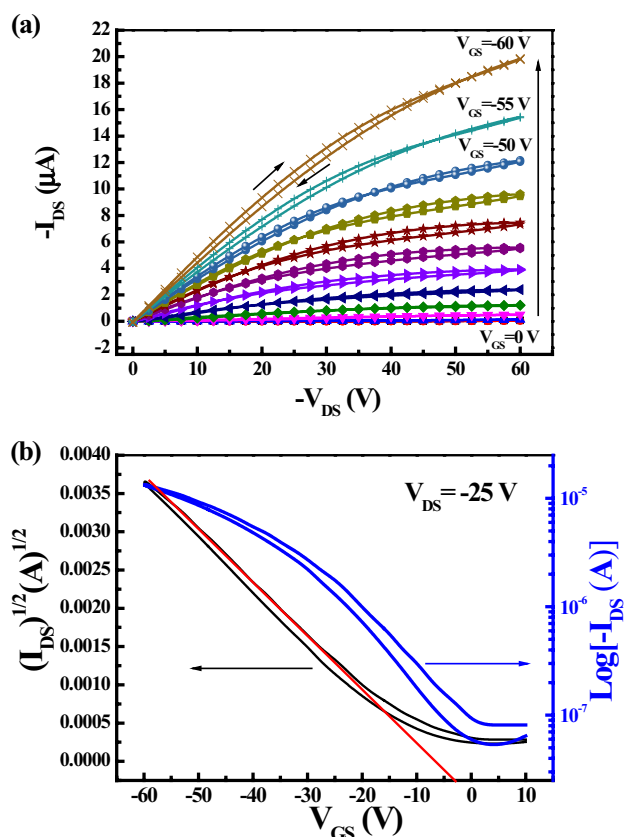 (a)
22
20
18
16
14
12
10
8
6
4
2
0
-2
-I_DS (μA)
V_GS=-60 V
V_GS=-55 V
V_GS=-50 V
V_GS=0 V
0 10 20 30 40 50 60
-V_DS (V)
(b)
0.0040
0.0035
0.0030
0.0025
0.0020
0.0015
0.0010
0.0005
0.0000
(I_DS)^1/2(A)^1/2
V_DS= -25 V
10^-5
10^-6
10^-7
Log[-I_DS (A)]
-60 -50 -40 -30 -20 -10 0 10
V_GS (V)